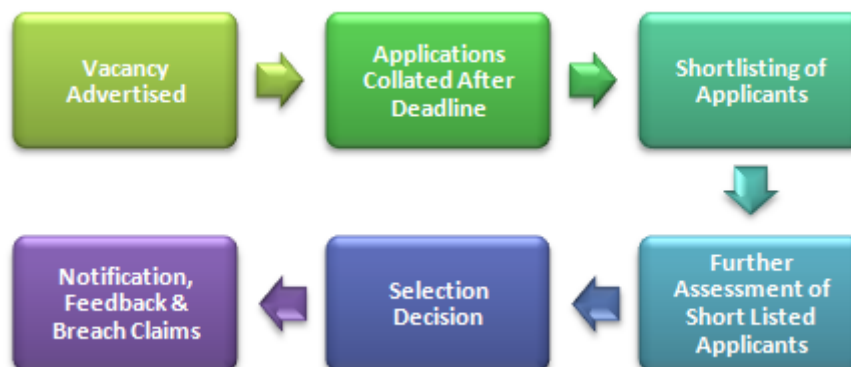 Vacancy
Advertised
Applications
Collated After
Deadline
Shortlisting of
Applicants
Further
Assessment of
Short Listed
Applicants
Selection
Decision
Notification,
Feedback &
Breach Claims